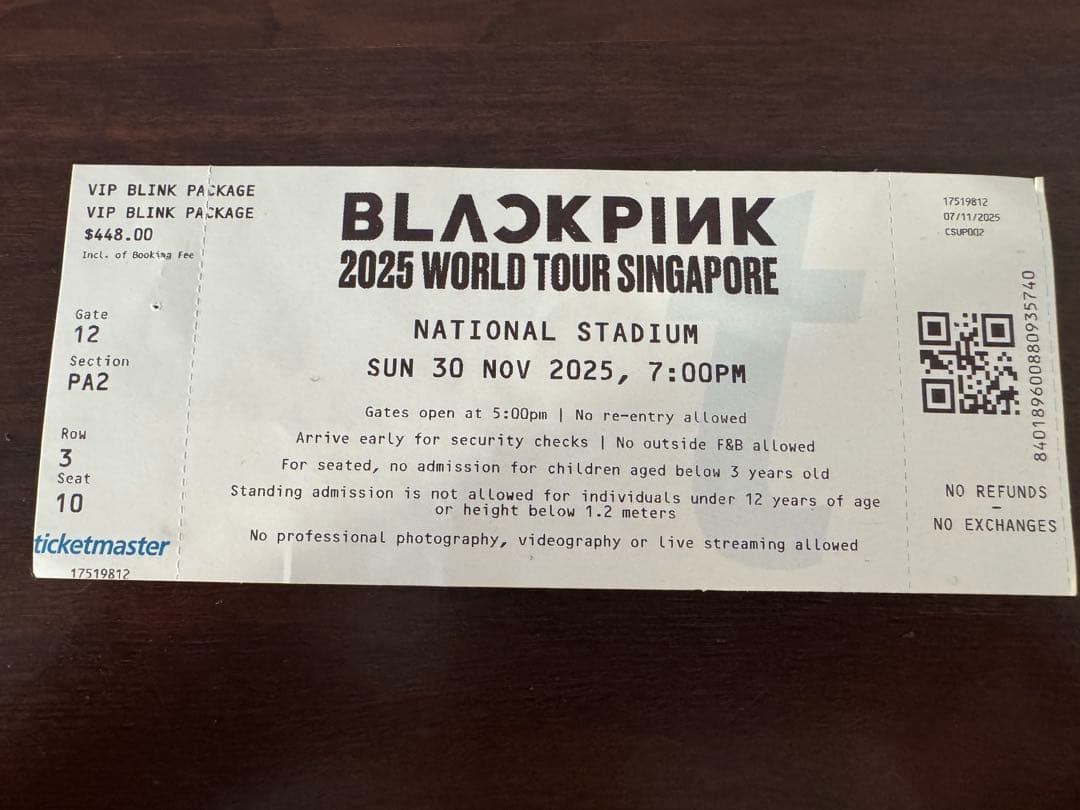 VIP BLINK PACKAGE
VIP BLINK PACKAGE
$448.00
Incl. of Booking Fee
Gate
12
Section
PA2
Row
3
Seat
10
ticketmaster
17519812
BLACKPINK
2025 WORLD TOUR SINGAPORE
NATIONAL STADIUM
SUN 30 NOV 2025, 7:00PM
Gates open at 5:00pm | No re-entry allowed
Arrive early for security checks | No outside F&B allowed
For seated, no admission for children aged below 3 years old
Standing admission is not allowed for individuals under 12 years of age
or height below 1.2 meters
No professional photography, videography or live streaming allowed
17519812
07/11/2025
CSUP002
840189600880935740
NO REFUNDS
–
NO EXCHANGES